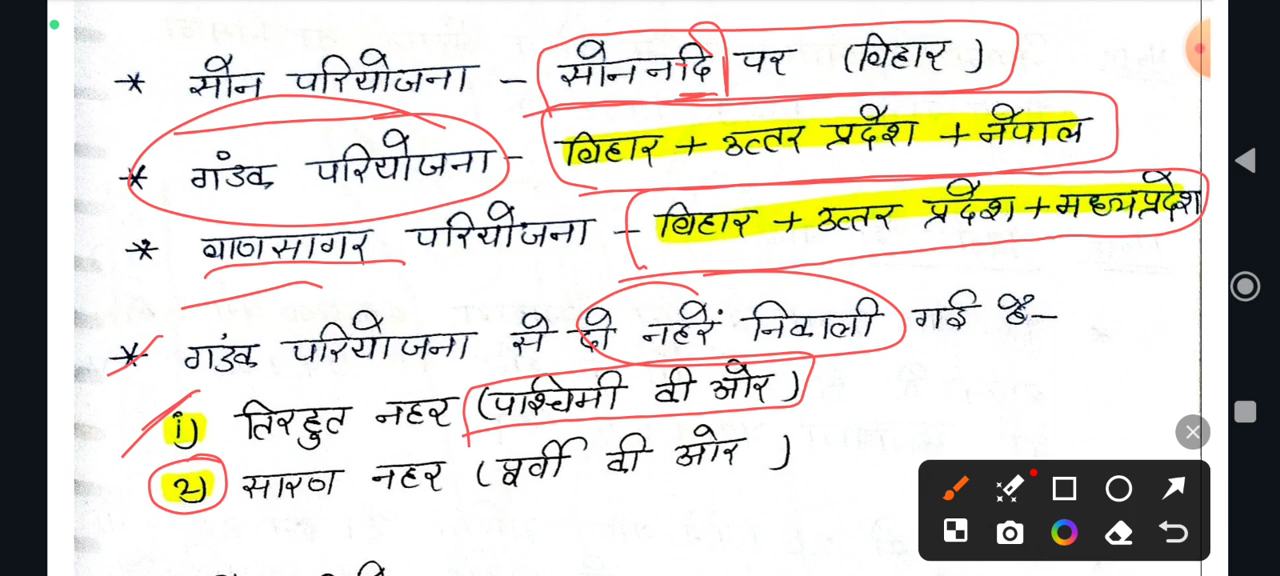 * सोन परियोजना - सोन नदि पर (बिहार)
* गंडक परियोजना - बिहार + उत्तर प्रदेश + नेपाल
* बाणसागर परियोजना - बिहार + उत्तर प्रदेश + मध्यप्रदेश
* गंडक परियोजना से दो नहरें निकाली गई है -
i) तिरहुत नहर (पश्चिमी की ओर)
2) सारण नहर (पूर्वी की ओर)